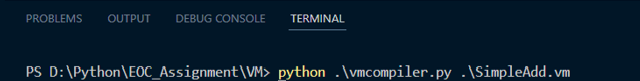 PROBLEMS OUTPUT DEBUG CONSOLE TERMINAL
PS D:\Python\EOC_Assignment\VM> python .\vmcompiler.py .\SimpleAdd.vm